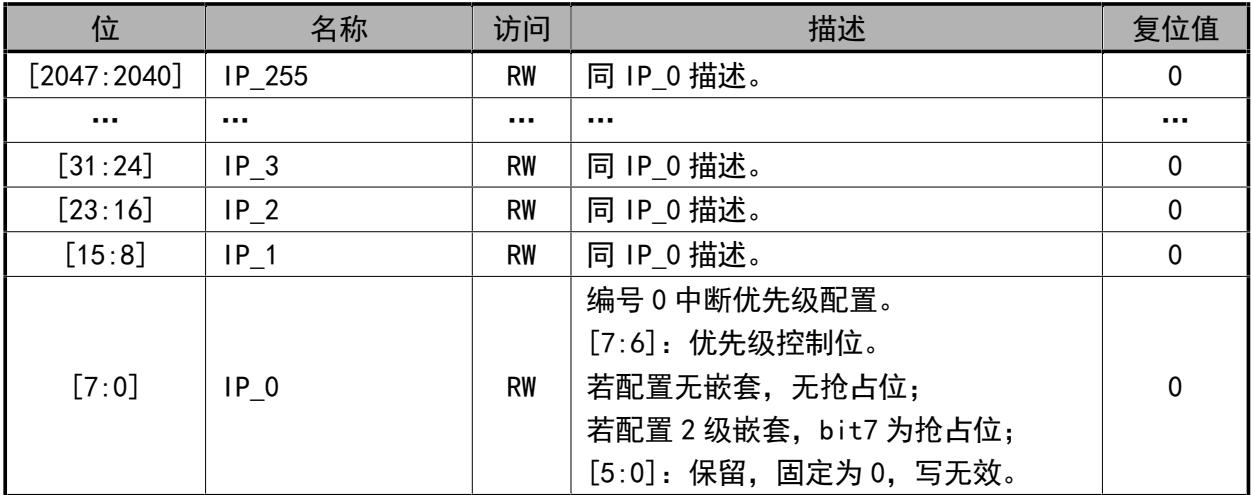 位 名称 访问 描述 复位值
[2047:2040] IP_255 RW 同 IP_0 描述。 0
… … … … …
[31:24] IP_3 RW 同 IP_0 描述。 0
[23:16] IP_2 RW 同 IP_0 描述。 0
[15:8] IP_1 RW 同 IP_0 描述。 0
编号 0 中断优先级配置。
[7:6]：优先级控制位。
[7:0] IP_0 RW 若配置无嵌套，无抢占位； 0
若配置 2 级嵌套，bit7 为抢占位；
[5:0]：保留，固定为 0，写无效。